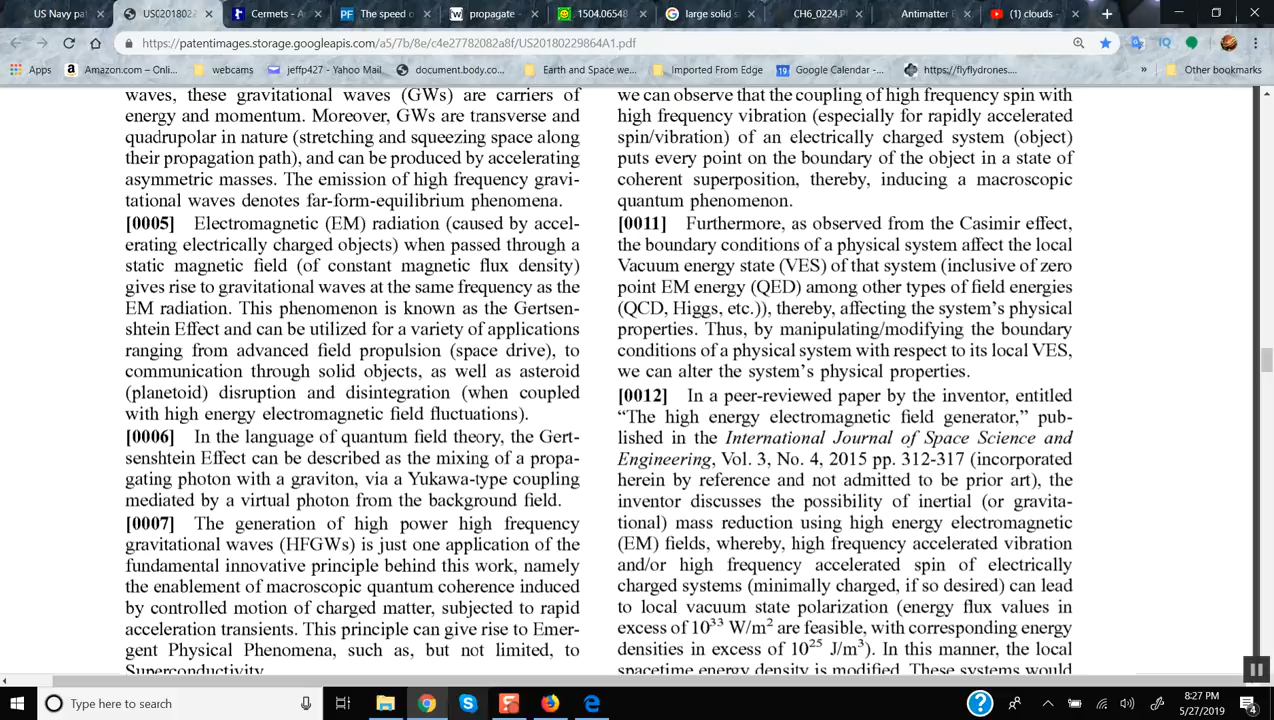 US Navy pat
US0201802
Cermets - A
The speed o
propagate -
1504.06548
large solid s
CH6_0224.P
Antimatter E
(1) clouds -
https://patentimages.storage.googleapis.com/a5/7b/8e/c4e27782082a8f/US20180229864A1.pdf
Apps
Amazon.com – Onli...
webcams
jeffp427 - Yahoo Mail
document.body.co...
Earth and Space we...
Imported From Edge
Google Calendar -...
https://flyflydrones....
»
Other bookmarks
waves, these gravitational waves (GWs) are carriers of
energy and momentum. Moreover, GWs are transverse and
quadrupolar in nature (stretching and squeezing space along
their propagation path), and can be produced by accelerating
asymmetric masses. The emission of high frequency gravi-
tational waves denotes far-form-equilibrium phenomena.
[0005] Electromagnetic (EM) radiation (caused by accel-
erating electrically charged objects) when passed through a
static magnetic field (of constant magnetic flux density)
gives rise to gravitational waves at the same frequency as the
EM radiation. This phenomenon is known as the Gertsen-
shtein Effect and can be utilized for a variety of applications
ranging from advanced field propulsion (space drive), to
communication through solid objects, as well as asteroid
(planetoid) disruption and disintegration (when coupled
with high energy electromagnetic field fluctuations).
[0006] In the language of quantum field theory, the Gert-
senshtein Effect can be described as the mixing of a propa-
gating photon with a graviton, via a Yukawa-type coupling
mediated by a virtual photon from the background field.
[0007] The generation of high power high frequency
gravitational waves (HFGWs) is just one application of the
fundamental innovative principle behind this work, namely
the enablement of macroscopic quantum coherence induced
by controlled motion of charged matter, subjected to rapid
acceleration transients. This principle can give rise to Emer-
gent Physical Phenomena, such as, but not limited, to
Superconductivity
we can observe that the coupling of high frequency spin with
high frequency vibration (especially for rapidly accelerated
spin/vibration) of an electrically charged system (object)
puts every point on the boundary of the object in a state of
coherent superposition, thereby, inducing a macroscopic
quantum phenomenon.
[0011] Furthermore, as observed from the Casimir effect,
the boundary conditions of a physical system affect the local
Vacuum energy state (VES) of that system (inclusive of zero
point EM energy (QED) among other types of field energies
(QCD, Higgs, etc.)), thereby, affecting the system's physical
properties. Thus, by manipulating/modifying the boundary
conditions of a physical system with respect to its local VES,
we can alter the system's physical properties.
[0012] In a peer-reviewed paper by the inventor, entitled
“The high energy electromagnetic field generator,” pub-
lished in the International Journal of Space Science and
Engineering, Vol. 3, No. 4, 2015 pp. 312-317 (incorporated
herein by reference and not admitted to be prior art), the
inventor discusses the possibility of inertial (or gravita-
tional) mass reduction using high energy electromagnetic
(EM) fields, whereby, high frequency accelerated vibration
and/or high frequency accelerated spin of electrically
charged systems (minimally charged, if so desired) can lead
to local vacuum state polarization (energy flux values in
excess of 10³³ W/m² are feasible, with corresponding energy
densities in excess of 10²⁵ J/m³). In this manner, the local
spacetime energy density is modified. These systems would
Type here to search
8:27 PM
5/27/2019
4